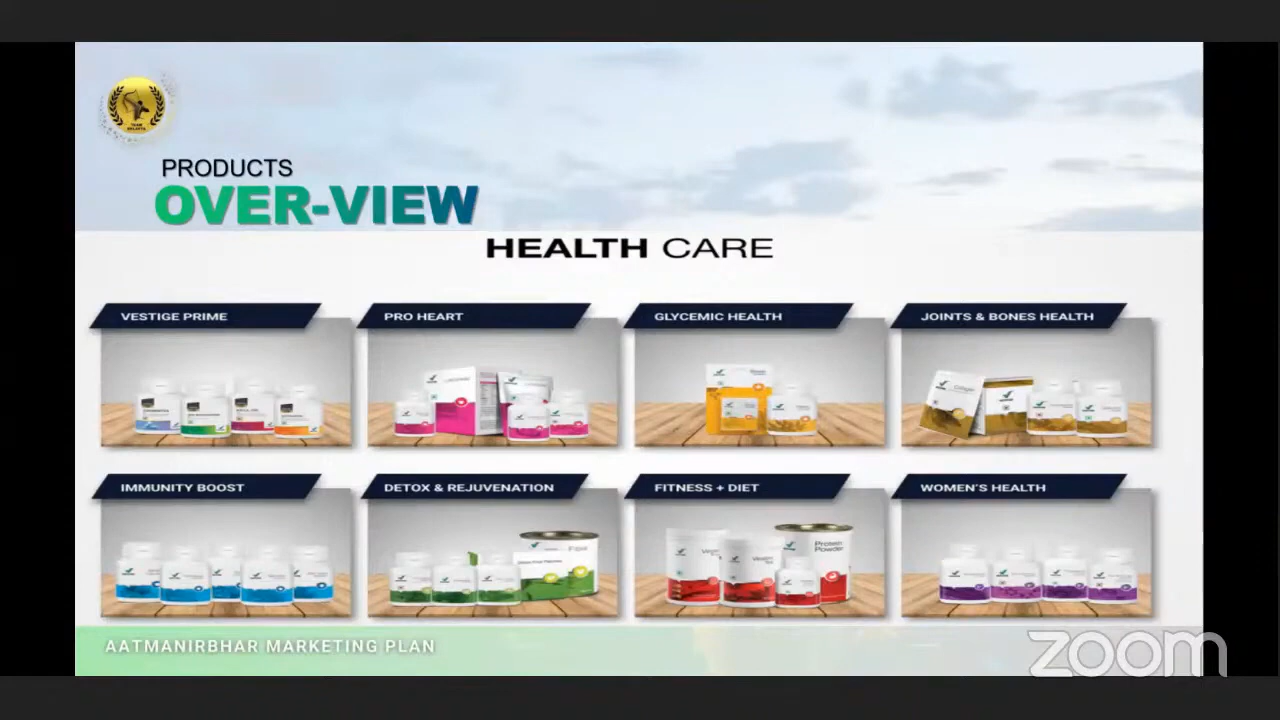 PRODUCTS
OVER-VIEW
HEALTH CARE
VESTIGE PRIME
PRO HEART
GLYCEMIC HEALTH
JOINTS & BONES HEALTH
IMMUNITY BOOST
DETOX & REJUVENATION
FITNESS + DIET
WOMEN'S HEALTH
Protein
Powder
AATMANIRBHAR MARKETING PLAN
zoom